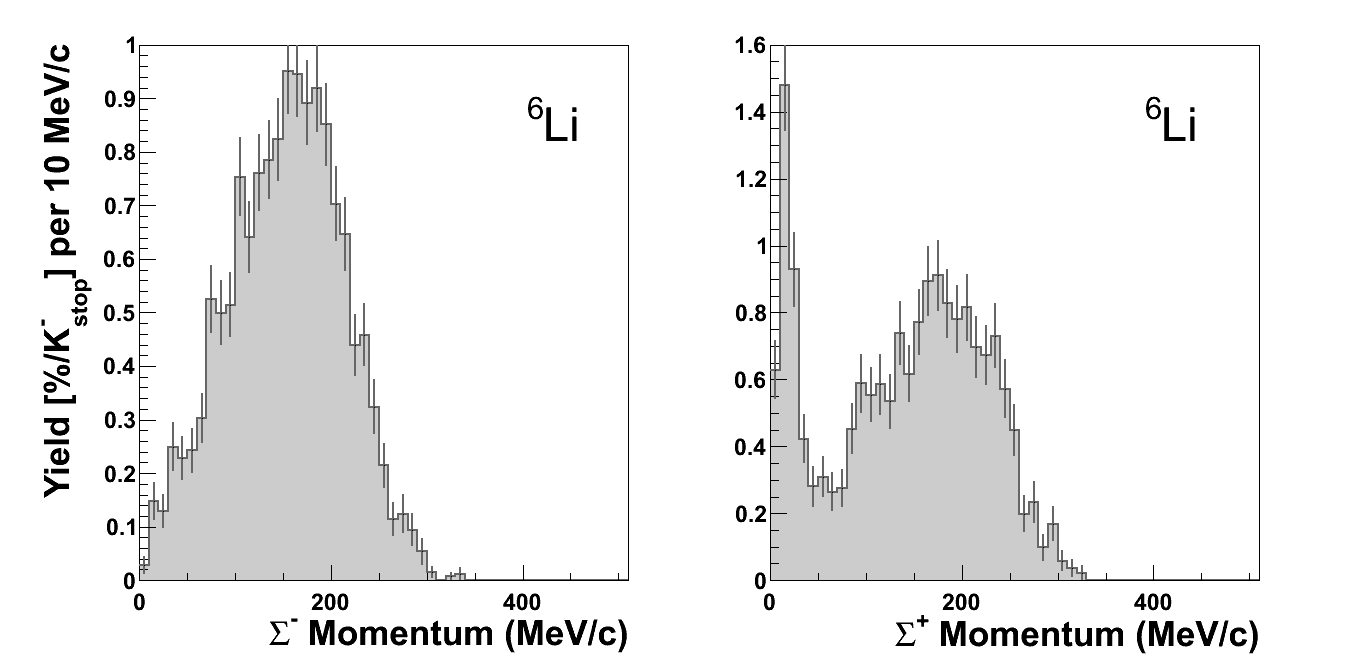 Yield [%/K⁻stop] per 10 MeV/c
1
0.9
0.8
0.7
0.6
0.5
0.4
0.3
0.2
0.1
0
0 200 400
Σ⁻ Momentum (MeV/c)
⁶Li
1.6
1.4
1.2
1
0.8
0.6
0.4
0.2
0
0 200 400
Σ⁺ Momentum (MeV/c)
⁶Li